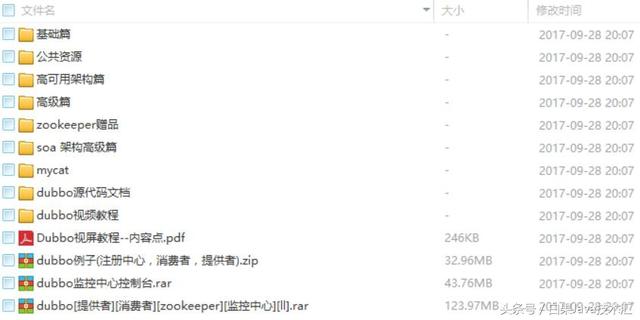 文件名 大小 修改时间
基础篇 - 2017-09-28 20:07
公共资源 - 2017-09-28 20:07
高可用架构篇 - 2017-09-28 20:07
高级篇 - 2017-09-28 20:07
zookeeper赠品 - 2017-09-28 20:07
soa 架构高级篇 - 2017-09-28 20:07
mycat - 2017-09-28 20:07
dubbo源代码文档 - 2017-09-28 20:07
dubbo视频教程 - 2017-09-28 20:07
Dubbo视屏教程--内容点.pdf 246KB 2017-09-28 20:07
dubbo例子(注册中心，消费者，提供者).zip 32.96MB 2017-09-28 20:07
dubbo监控中心控制台.rar 43.76MB 2017-09-28 20:07
dubbo[提供者][消费者][zookeeper][监控中心][ll].rar 123.97MB
头条号 / Java技术汇